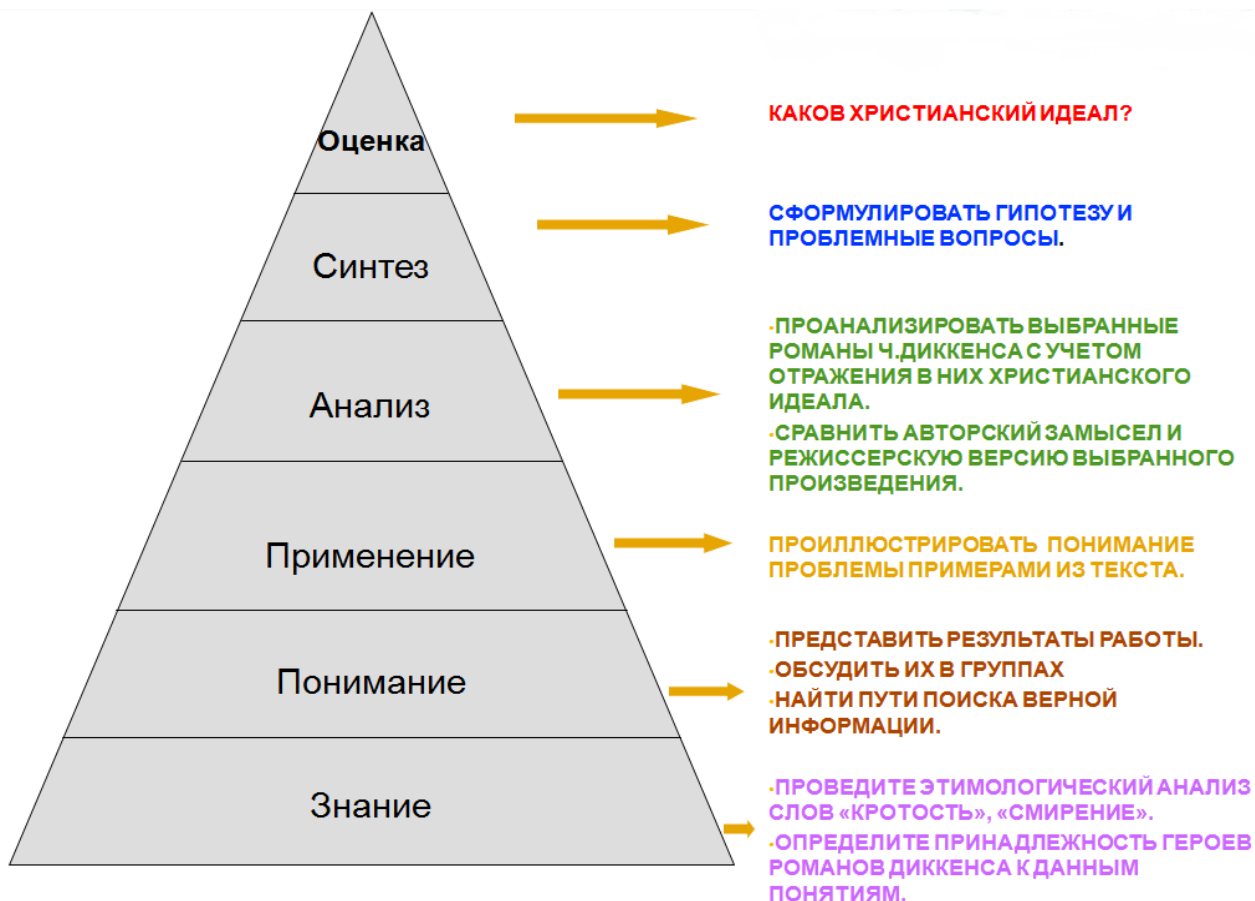 Оценка
КАКОВ ХРИСТИАНСКИЙ ИДЕАЛ?
Синтез
СФОРМУЛИРОВАТЬ ГИПОТЕЗУ И
ПРОБЛЕМНЫЕ ВОПРОСЫ.
Анализ
•ПРОАНАЛИЗИРОВАТЬ ВЫБРАННЫЕ
РОМАНЫ Ч.ДИККЕНСА С УЧЕТОМ
ОТРАЖЕНИЯ В НИХ ХРИСТИАНСКОГО
ИДЕАЛА.
•СРАВНИТЬ АВТОРСКИЙ ЗАМЫСЕЛ И
РЕЖИССЕРСКУЮ ВЕРСИЮ ВЫБРАННОГО
ПРОИЗВЕДЕНИЯ.
Применение
ПРОИЛЛЮСТРИРОВАТЬ ПОНИМАНИЕ
ПРОБЛЕМЫ ПРИМЕРАМИ ИЗ ТЕКСТА.
Понимание
•ПРЕДСТАВИТЬ РЕЗУЛЬТАТЫ РАБОТЫ.
•ОБСУДИТЬ ИХ В ГРУППАХ
•НАЙТИ ПУТИ ПОИСКА ВЕРНОЙ
ИНФОРМАЦИИ.
Знание
•ПРОВЕДИТЕ ЭТИМОЛОГИЧЕСКИЙ АНАЛИЗ
СЛОВ «КРОТОСТЬ», «СМИРЕНИЕ».
•ОПРЕДЕЛИТЕ ПРИНАДЛЕЖНОСТЬ ГЕРОЕВ
РОМАНОВ ДИККЕНСА К ДАННЫМ
ПОНЯТИЯМ.